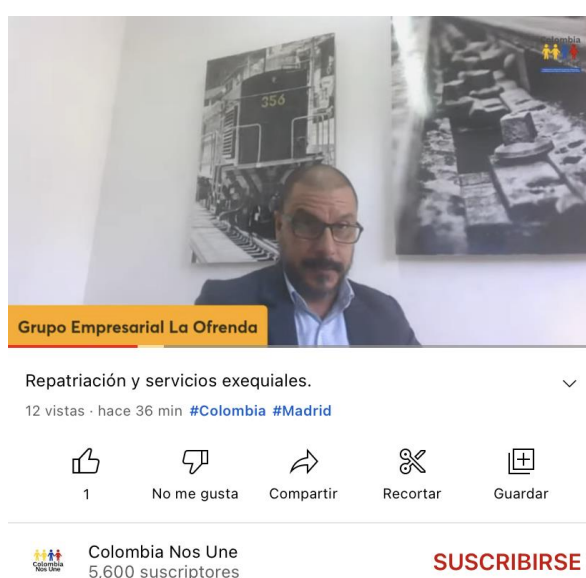 Colombia
356
Grupo Empresarial La Ofrenda
Repatriación y servicios exequiales.
12 vistas · hace 36 min #Colombia #Madrid
1
No me gusta
Compartir
Recortar
Guardar
Colombia
Nos Une
Colombia Nos Une
5.600 suscriptores
SUSCRIBIRSE